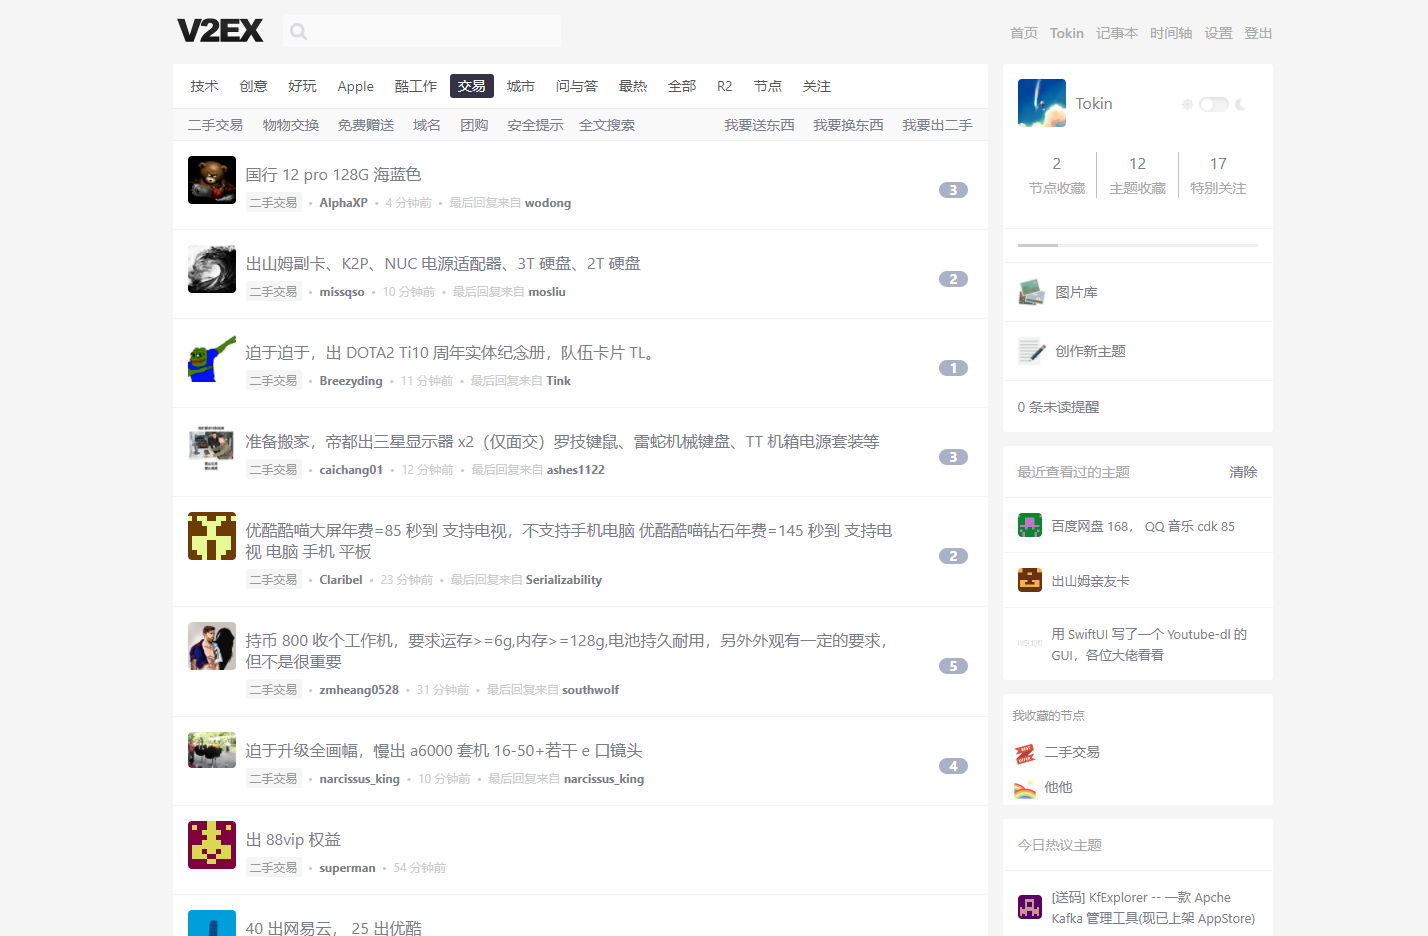 V2EX
首页 Tokin 记事本 时间轴 设置 登出
技术 创意 好玩 Apple 酷工作 交易 城市 问与答 最热 全部 R2 节点 关注
二手交易 物物交换 免费赠送 域名 团购 安全提示 全文搜索 我要送东西 我要换东西 我要出二手
国行 12 pro 128G 海蓝色
二手交易 • AlphaXP • 4 分钟前 • 最后回复来自 wodong
3
出山姆副卡、K2P、NUC 电源适配器、3T 硬盘、2T 硬盘
二手交易 • missqso • 10 分钟前 • 最后回复来自 mosliu
2
迫于迫于，出 DOTA2 Ti10 周年实体纪念册，队伍卡片 TL。
二手交易 • Breezyding • 11 分钟前 • 最后回复来自 Tink
1
准备搬家，帝都出三星显示器 x2（仅面交）罗技键鼠、雷蛇机械键盘、TT 机箱电源套装等
二手交易 • caichang01 • 12 分钟前 • 最后回复来自 ashes1122
3
优酷酷喵大屏年费=85 秒到 支持电视，不支持手机电脑 优酷酷喵钻石年费=145 秒到 支持电
视 电脑 手机 平板
二手交易 • Claribel • 23 分钟前 • 最后回复来自 Serializability
2
持币 800 收个工作机，要求运存>=6g,内存>=128g,电池持久耐用，另外外观有一定的要求，
但不是很重要
二手交易 • zmheang0528 • 31 分钟前 • 最后回复来自 southwolf
5
迫于升级全画幅，慢出 a6000 套机 16-50+若干 e 口镜头
二手交易 • narcissus_king • 10 分钟前 • 最后回复来自 narcissus_king
4
出 88vip 权益
二手交易 • superman • 54 分钟前
40 出网易云， 25 出优酷
Tokin
2 12 17
节点收藏 主题收藏 特别关注
图片库
创作新主题
0 条未读提醒
最近查看过的主题 清除
百度网盘 168， QQ 音乐 cdk 85
出山姆亲友卡
用 SwiftUI 写了一个 Youtube-dl 的
GUI，各位大佬看看
我收藏的节点
二手交易
他他
今日热议主题
[送码] KfExplorer -- 一款 Apche
Kafka 管理工具(现已上架 AppStore)